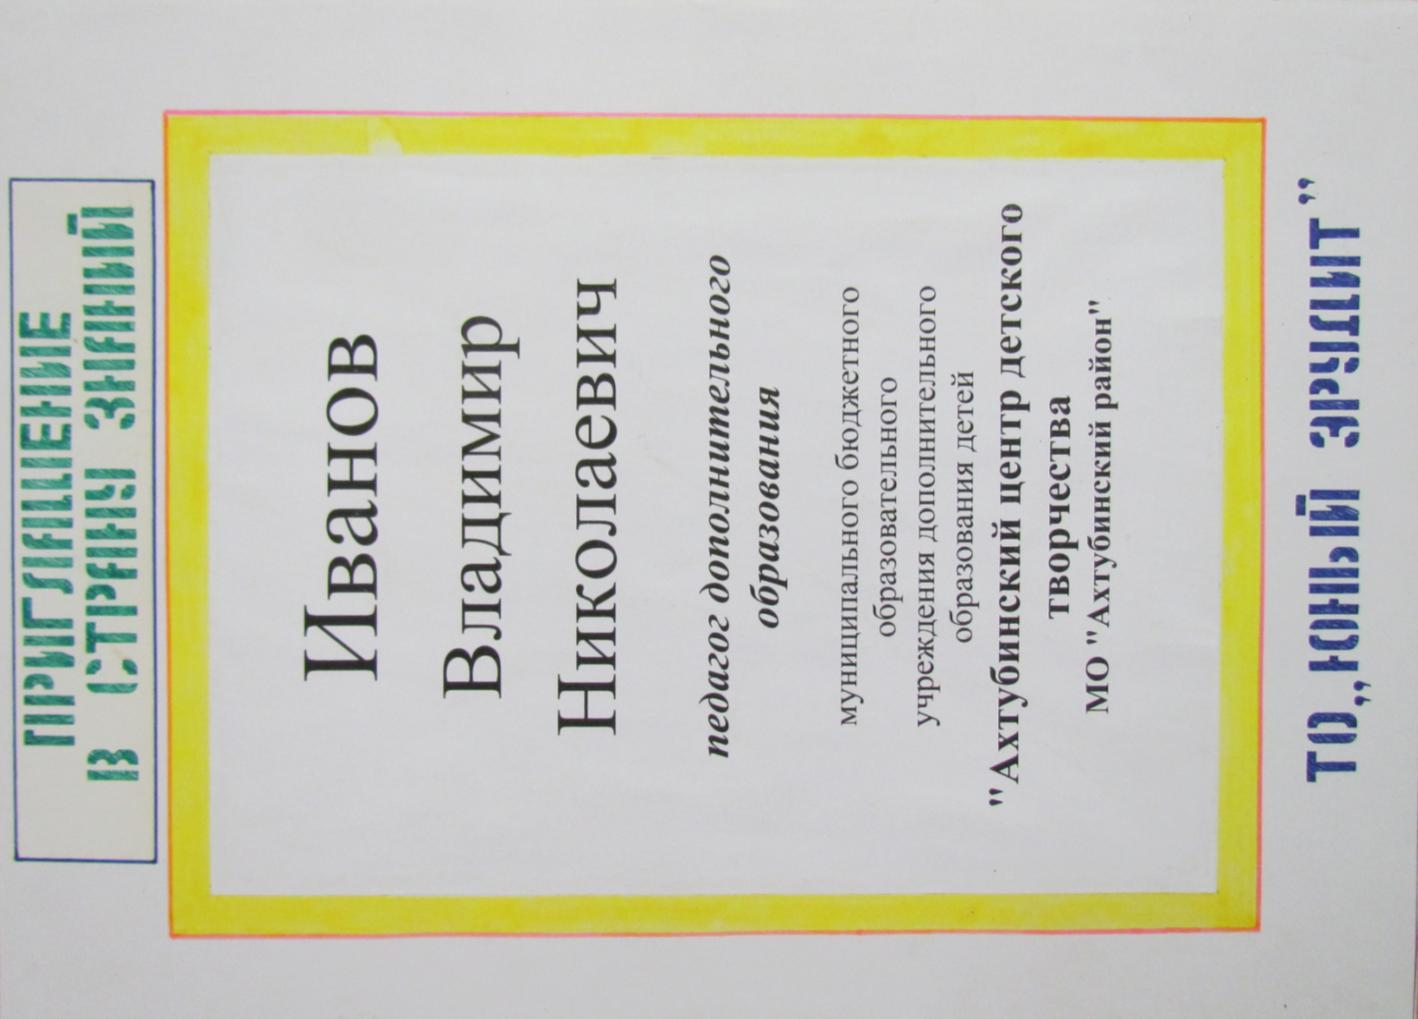 ПРИГЛАШЕНИЕ
В СТРАНУ ЗНАНИЙ
Иванов
Владимир
Николаевич
педагог дополнительного
образования
муниципального бюджетного
образовательного
учреждения дополнительного
образования детей
"Ахтубинский центр детского
творчества
МО "Ахтубинский район"
ТО „ЮНЫЙ ЭРУДИТ”